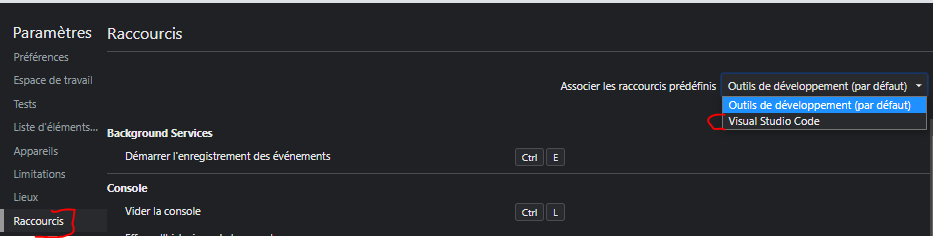 Paramètres
Raccourcis
Préférences
Espace de travail
Associer les raccourcis prédéfinis
Outils de développement (par défaut)
Outils de développement (par défaut)
Visual Studio Code
Tests
Liste d'éléments...
Background Services
Appareils
Démarrer l'enregistrement des événements
Ctrl
E
Limitations
Console
Lieux
Vider la console
Ctrl
L
Raccourcis